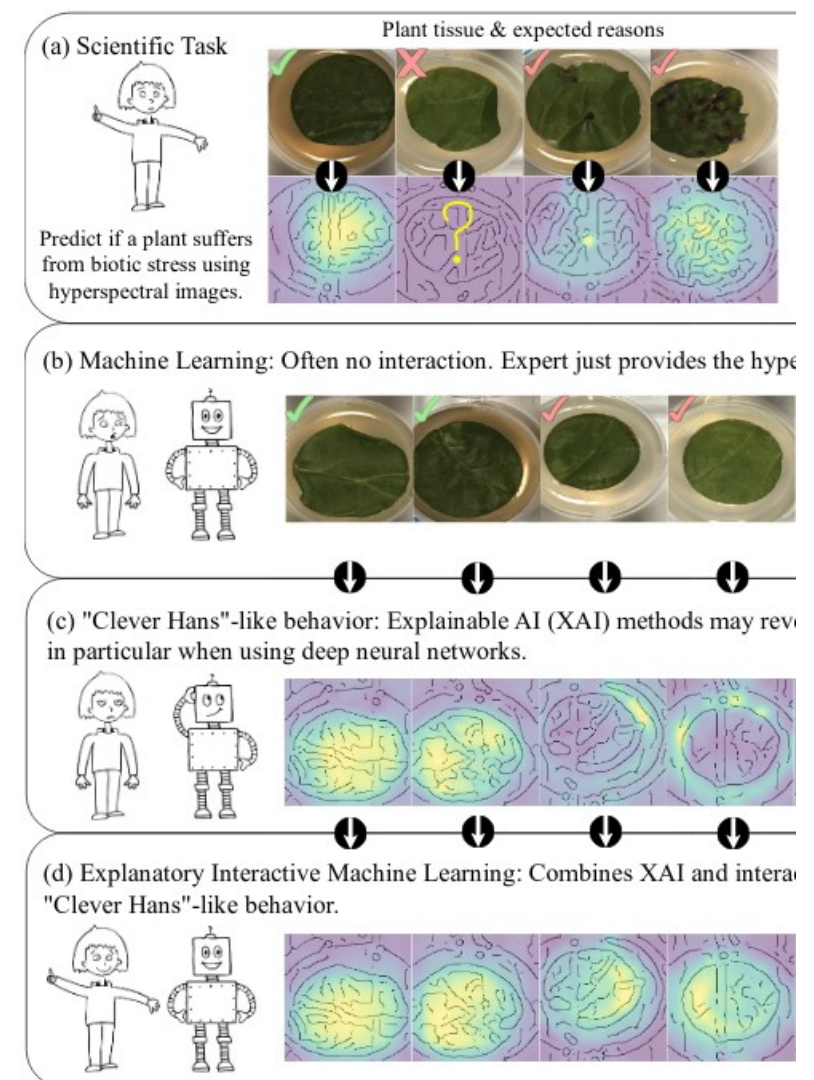 Plant tissue & expected reasons
(a) Scientific Task
?
Predict if a plant suffers
from biotic stress using
hyperspectral images.
(b) Machine Learning: Often no interaction. Expert just provides the hype
(c) "Clever Hans"-like behavior: Explainable AI (XAI) methods may reve
in particular when using deep neural networks.
(d) Explanatory Interactive Machine Learning: Combines XAI and interac
"Clever Hans"-like behavior.